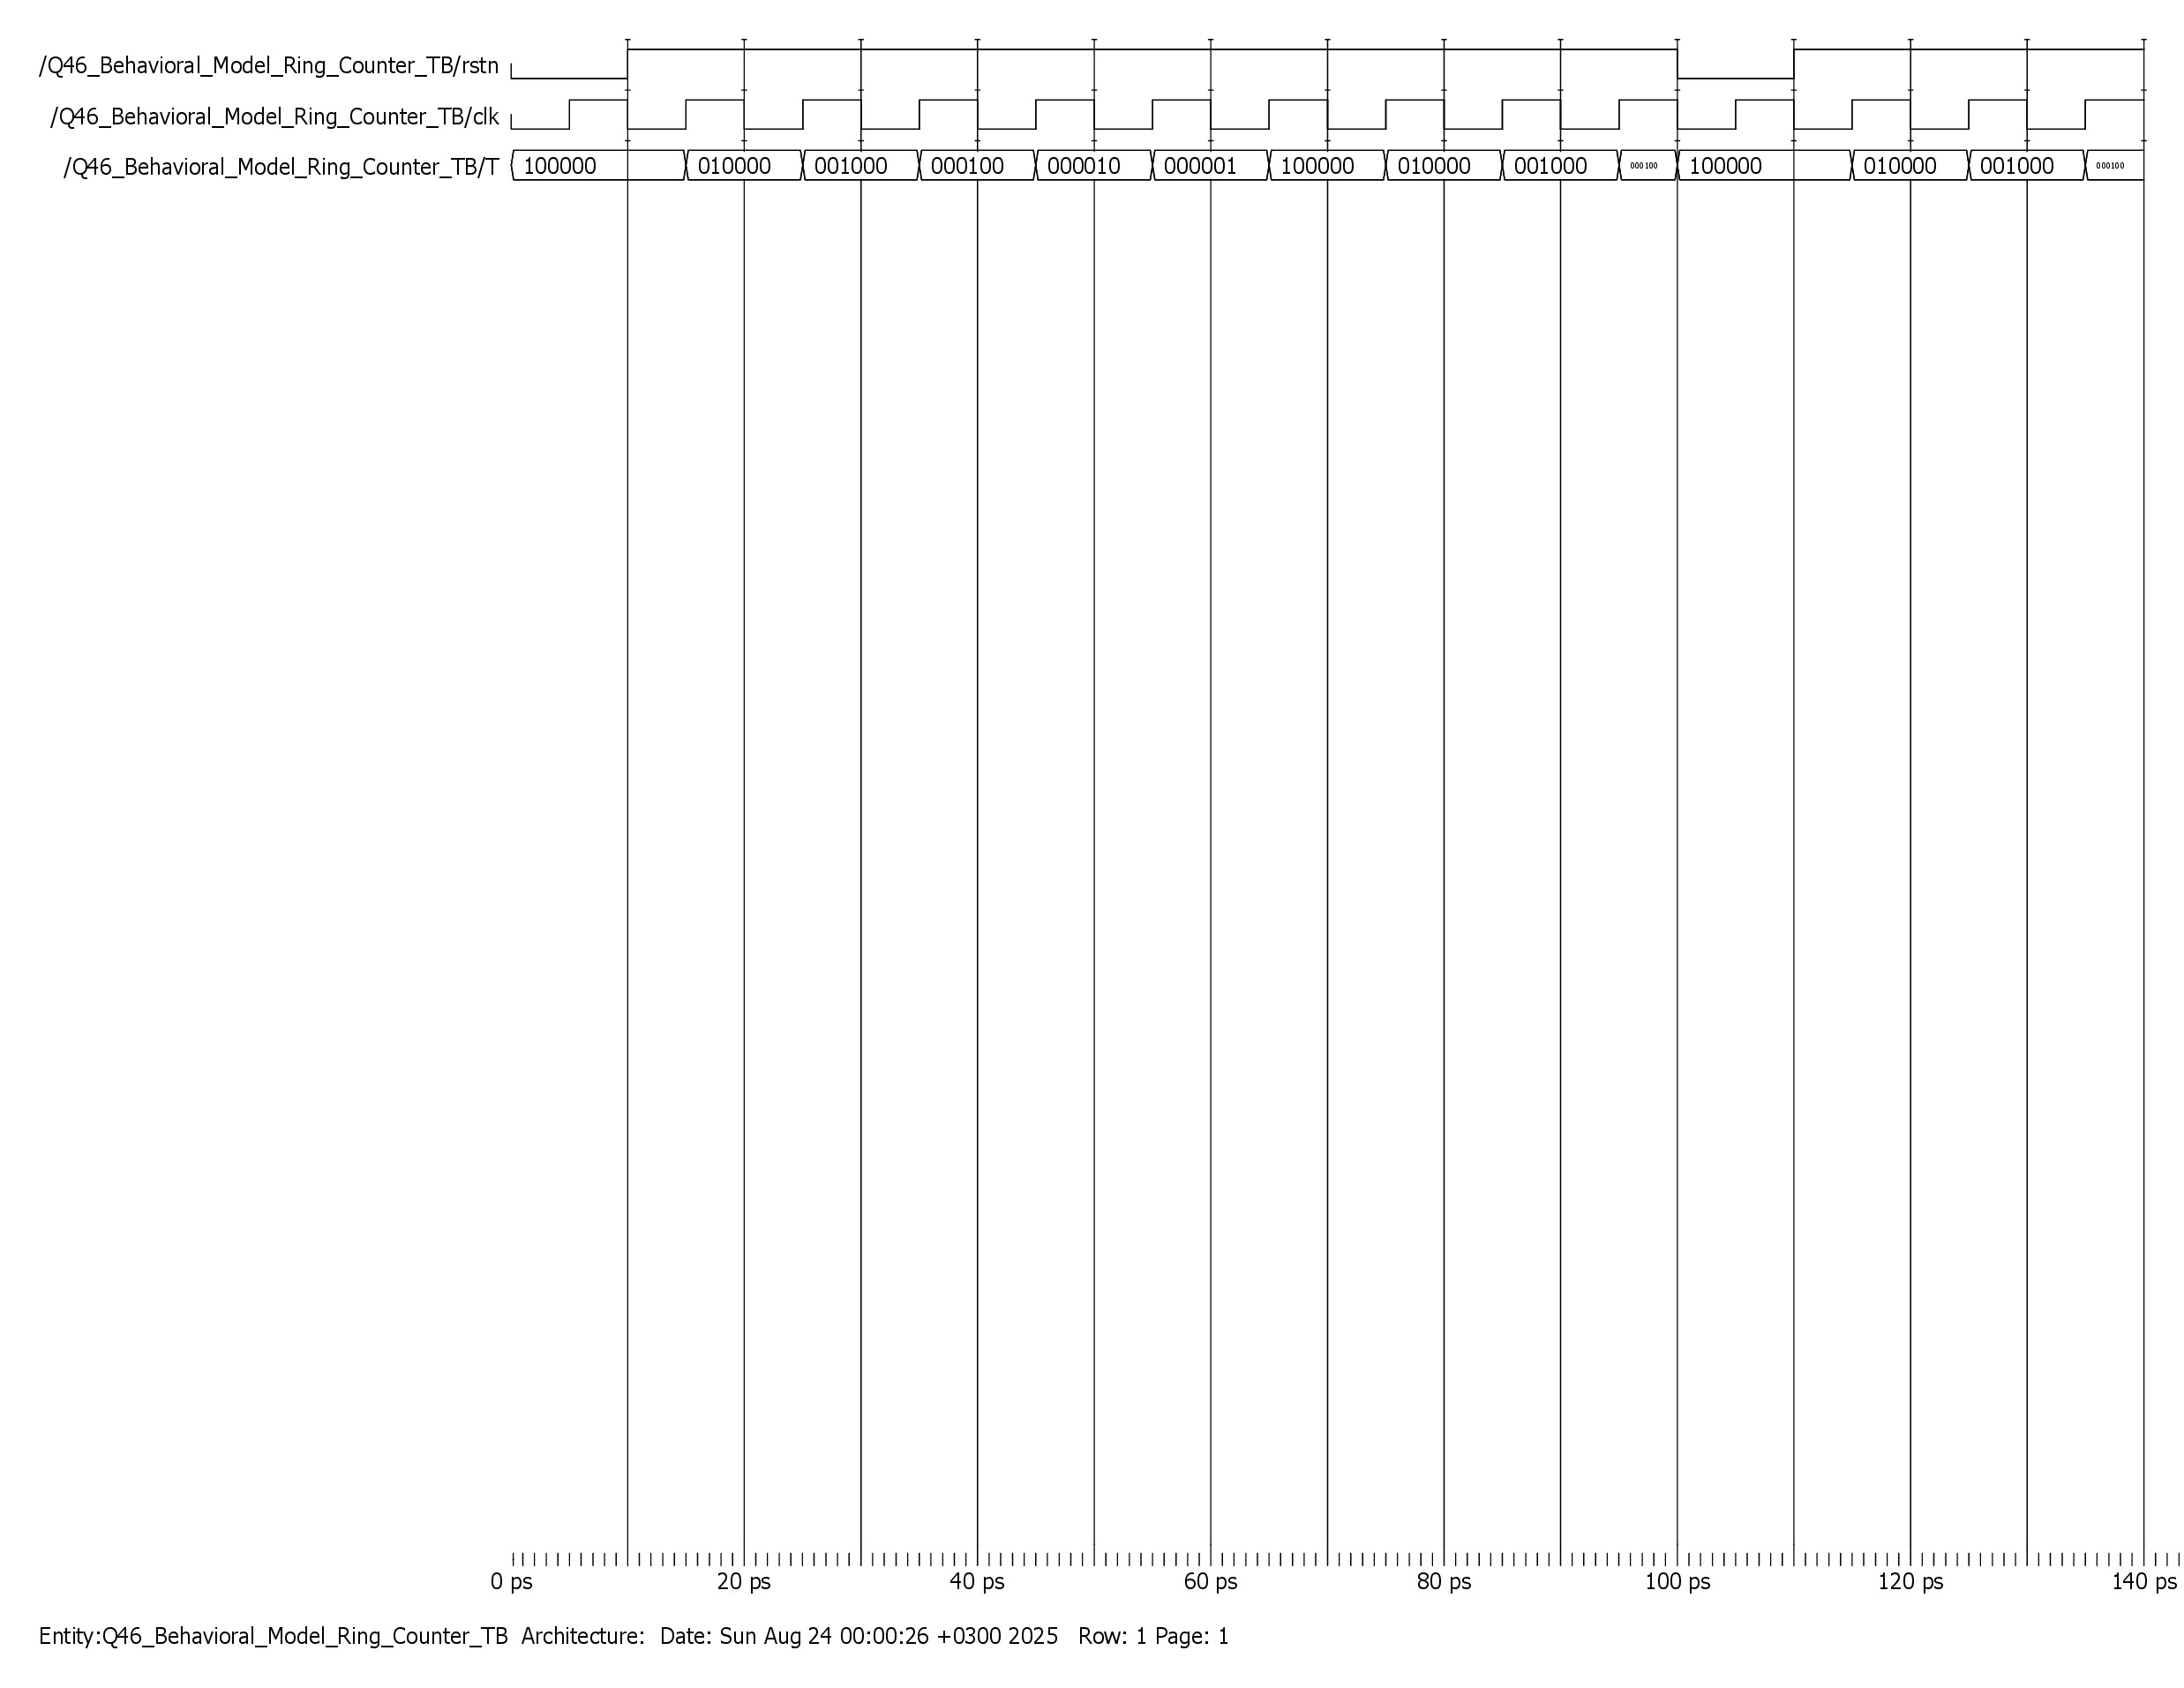 /Q46_Behavioral_Model_Ring_Counter_TB/rstn
/Q46_Behavioral_Model_Ring_Counter_TB/clk
/Q46_Behavioral_Model_Ring_Counter_TB/T 100000 010000 001000 000100 000010 000001 100000 010000 001000 000100 100000 010000 001000 000100
0 ps 20 ps 40 ps 60 ps 80 ps 100 ps 120 ps 140 ps
Entity:Q46_Behavioral_Model_Ring_Counter_TB Architecture: Date: Sun Aug 24 00:00:26 +0300 2025 Row: 1 Page: 1